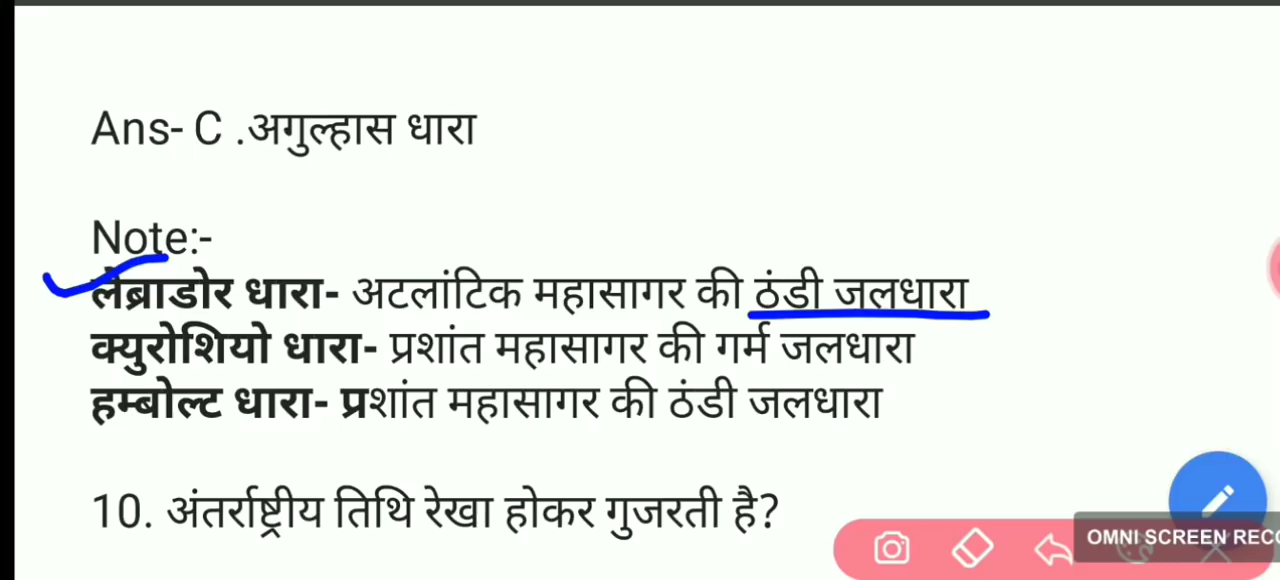 Ans- C .अगुल्हास धारा
Note:-
लेब्राडोर धारा- अटलांटिक महासागर की ठंडी जलधारा
क्युरोशियो धारा- प्रशांत महासागर की गर्म जलधारा
हम्बोल्ट धारा- प्रशांत महासागर की ठंडी जलधारा
10. अंतर्राष्ट्रीय तिथि रेखा होकर गुजरती है?
OMNI SCREEN REC